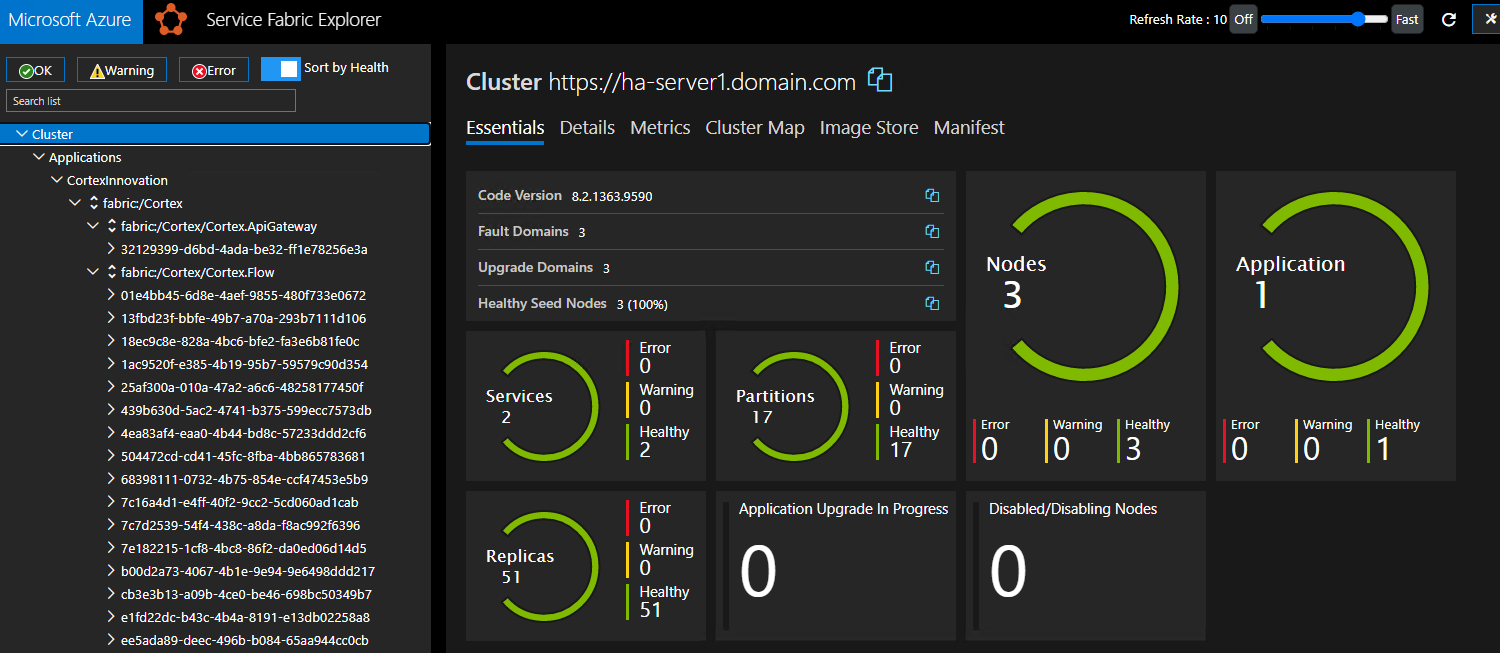 Microsoft Azure
Service Fabric Explorer
Refresh Rate : 10 Off Fast
OK Warning Error Sort by Health
Search list
Cluster
Applications
CortexInnovation
fabric:/Cortex
fabric:/Cortex/Cortex.ApiGateway
32129399-d6bd-4ada-be32-ff1e78256e3a
fabric:/Cortex/Cortex.Flow
01e4bb45-6d8e-4aef-9855-480f733e0672
13fbd23f-bbfe-49b7-a70a-293b7111d106
18ec9c8e-828a-4bc6-bfe2-fa3e6b81fe0c
1ac9520f-e385-4b19-95b7-59579c90d354
25af300a-010a-47a2-a6c6-48258177450f
439b630d-5ac2-4741-b375-599ecc7573db
4ea83af4-eaa0-4b44-bd8c-57233ddd2cf6
504472cd-cd41-45fc-8fba-4bb865783681
68398111-0732-4b75-854e-ccf47453e5b9
7c16a4d1-e4ff-40f2-9cc2-5cd060ad1cab
7c7d2539-54f4-438c-a8da-f8ac992f6396
7e182215-1cf8-4bc8-86f2-da0ed06d14d5
b00d2a73-4067-4b1e-9e94-9e6498ddd217
cb3e3b13-a09b-4ce0-be46-698bc50349b7
e1fd22dc-b43c-4b4a-8191-e13db02258a8
ee5ada89-deec-496b-b084-65aa944cc0cb
Cluster https://ha-server1.domain.com
Essentials Details Metrics Cluster Map Image Store Manifest
Code Version 8.2.1363.9590
Fault Domains 3
Upgrade Domains 3
Healthy Seed Nodes 3 (100%)
Nodes
3
Error
0
Warning
0
Healthy
3
Application
1
Error
0
Warning
0
Healthy
1
Services
2
Error
0
Warning
0
Healthy
2
Partitions
17
Error
0
Warning
0
Healthy
17
Replicas
51
Error
0
Warning
0
Healthy
51
Application Upgrade In Progress
0
Disabled/Disabling Nodes
0